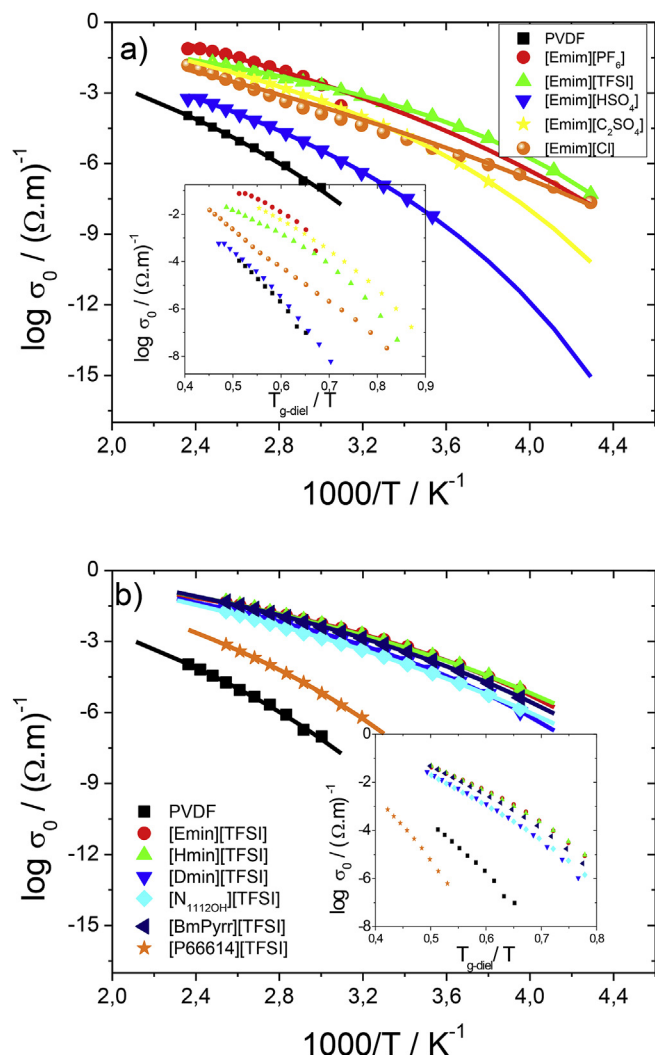 a)
PVDF
[Emim][PF6]
[Emim][TFSI]
[Emim][HSO4]
[Emim][C2SO4]
[Emim][Cl]
log σ0 / (Ω.m)-1
0
-3
-6
-9
-12
-15
2,0 2,4 2,8 3,2 3,6 4,0 4,4
1000/T / K-1
log σ0 / (Ω.m)-1
-2
-4
-6
-8
0,4 0,5 0,6 0,7 0,8 0,9
Tg-diel / T
b)
log σ0 / (Ω.m)-1
0
-3
-6
-9
-12
-15
PVDF
[Emin][TFSI]
[Hmin][TFSI]
[Dmin][TFSI]
[N1112OH][TFSI]
[BmPyrr][TFSI]
[P66614][TFSI]
log σ0 / (Ω.m)-1
0
-2
-4
-6
-8
0,4 0,5 0,6 0,7 0,8
Tg-diel / T
2,0 2,4 2,8 3,2 3,6 4,0 4,4
1000/T / K-1